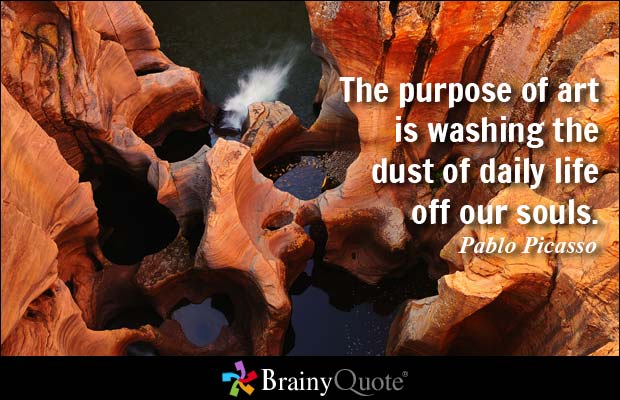 The purpose of art
is washing the
dust of daily life
off our souls.
Pablo Picasso
BrainyQuote®